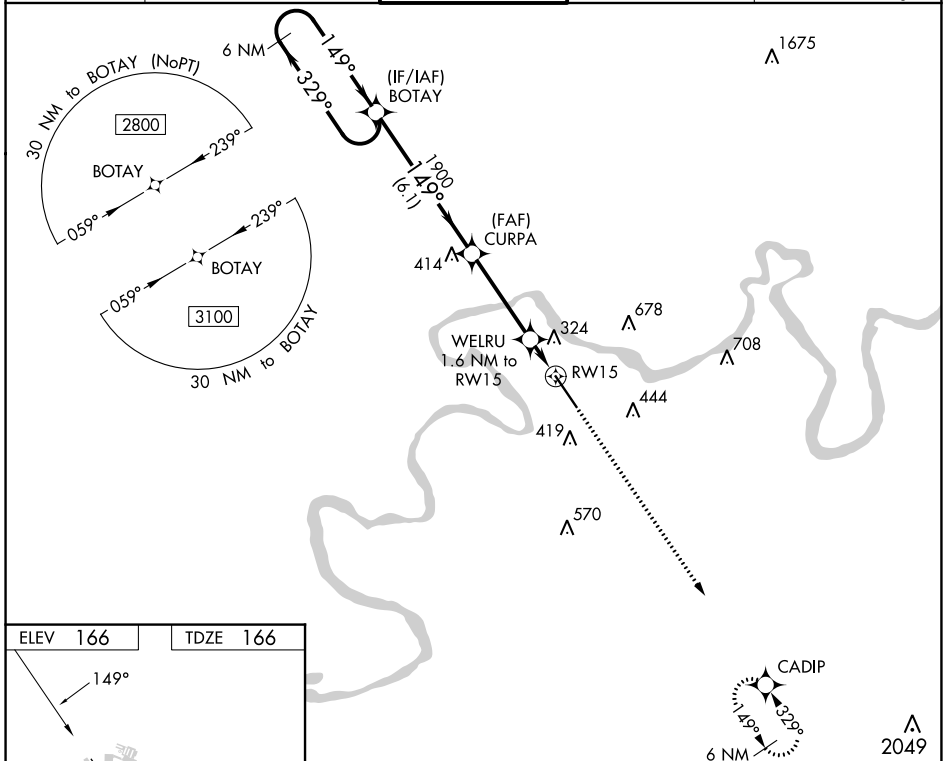 1675
6 NM
149°
329°
(IF/IAF)
BOTAY
30 NM to BOTAY (NoPT)
2800
BOTAY
239°
059°
1900
149°
(6.1)
239°
BOTAY
059°
3100
30 NM to BOTAY
(FAF)
CURPA
414
678
324
WELRU
1.6 NM to
RW15
708
RW15
444
419
570
ELEV 166
TDZE 166
149°
CADIP
149°
329°
6 NM
2049